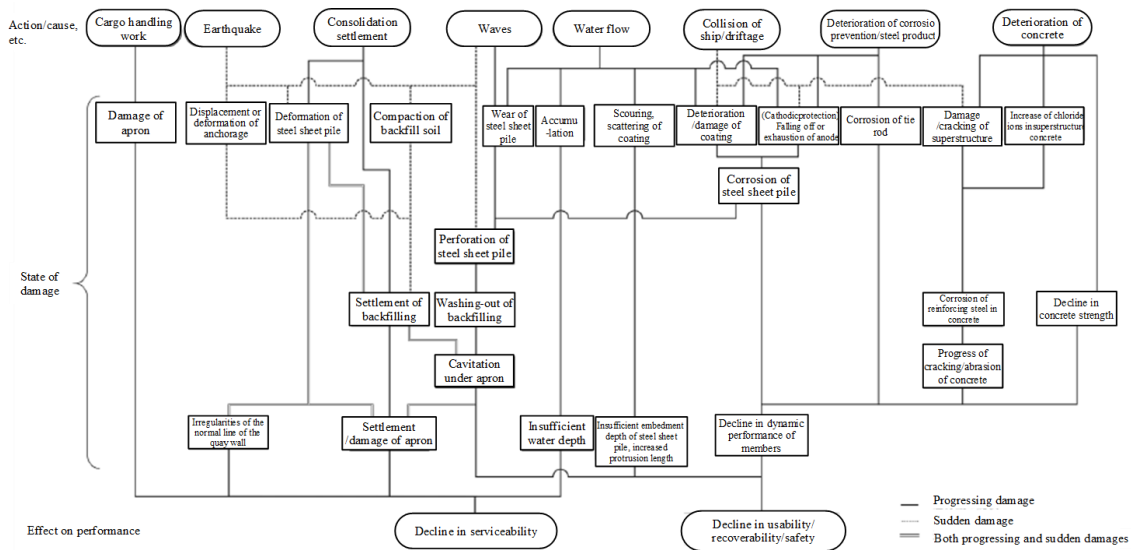 Action/cause,
etc.
Cargo handling
work
Earthquake
Consolidation
settlement
Waves
Water flow
Collision of
ship/driftage
Deterioration of corrosio
prevention/steel product
Deterioration of
concrete
Damage of
apron
Displacement or
deformation of
anchorage
Deformation of
steel sheet pile
Compaction of
backfill soil
Wear of
steel sheet
pile
Accumu
-lation
Scouring,
scattering of
coating
Deterioration
/damage of
coating
(Cathodicprotection)
Falling off or
exhaustion of anode
Corrosion of tie
rod
Damage
/cracking of
superstructure
Increase of chloride
ions in superstructure
concrete
Corrosion of
steel sheet pile
Perforation of
steel sheet pile
State of
damage
Settlement of
backfilling
Washing-out of
backfilling
Corrosion of
reinforcing steel in
concrete
Decline in
concrete strength
Cavitation
under apron
Progress of
cracking/abrasion
of concrete
Irregularities of the
normal line of the
quay wall
Settlement
/damage of apron
Insufficient
water depth
Insufficient embedment
depth of steel sheet
pile, increased
protrusion length
Decline in dynamic
performance of
members
Effect on performance
Decline in serviceability
Decline in usability/
recoverability/safety
Progressing damage
Sudden damage
Both progressing and sudden damages